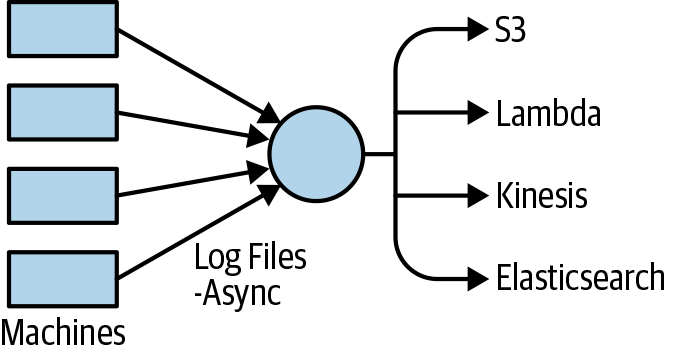 S3
Lambda
Kinesis
Elasticsearch
Log Files
-Async
Machines